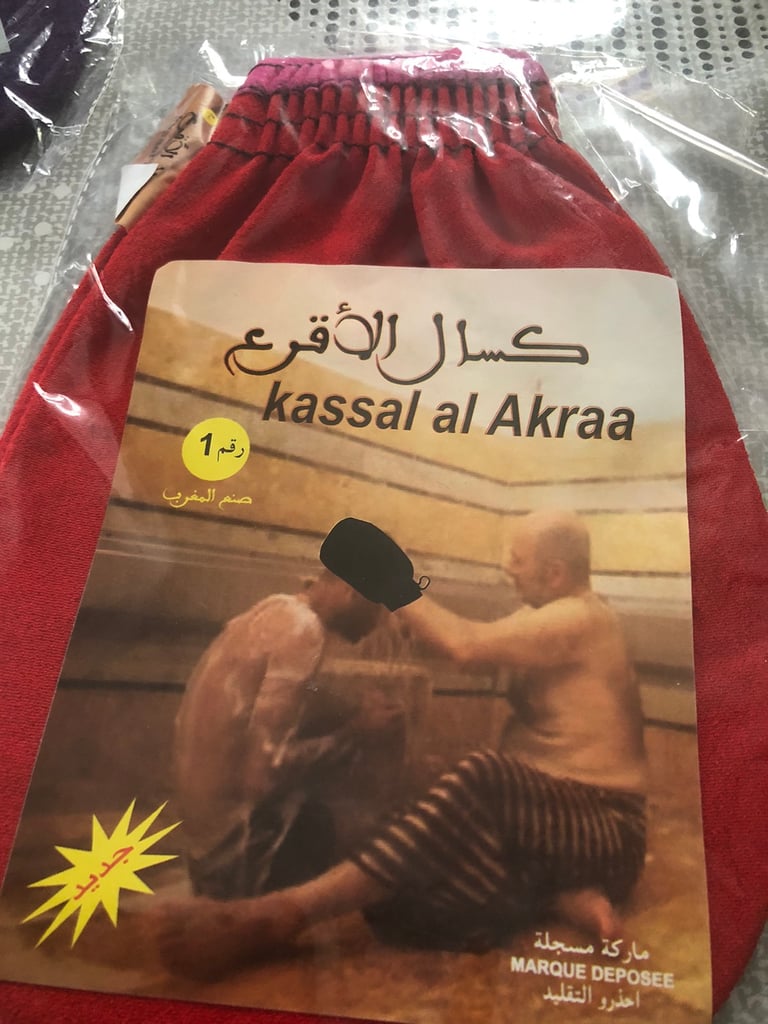 كسال الأقرع
kassal al Akraa
رقم 1
صنع المغرب
جديد
ماركة مسجلة
MARQUE DEPOSEE
احذرو التقليد